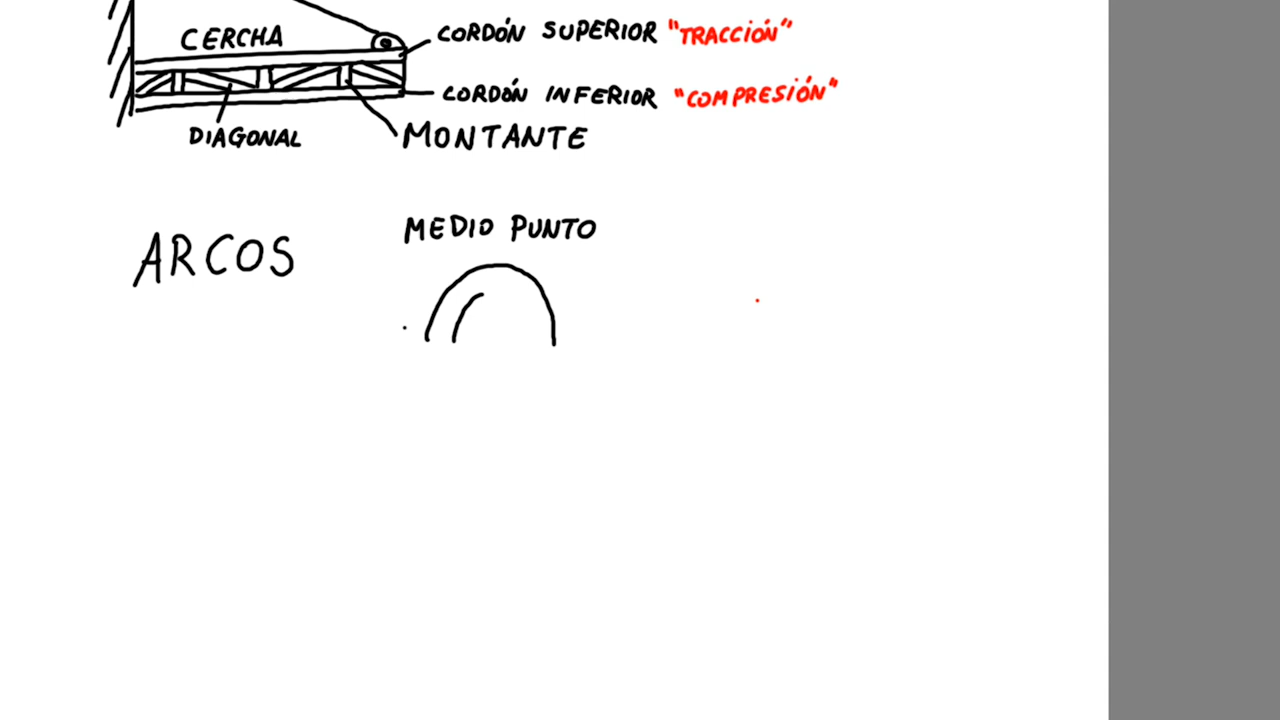 CERCHA
CORDÓN SUPERIOR "TRACCIÓN"
CORDÓN INFERIOR "COMPRESIÓN"
DIAGONAL
MONTANTE
MEDIO PUNTO
ARCOS